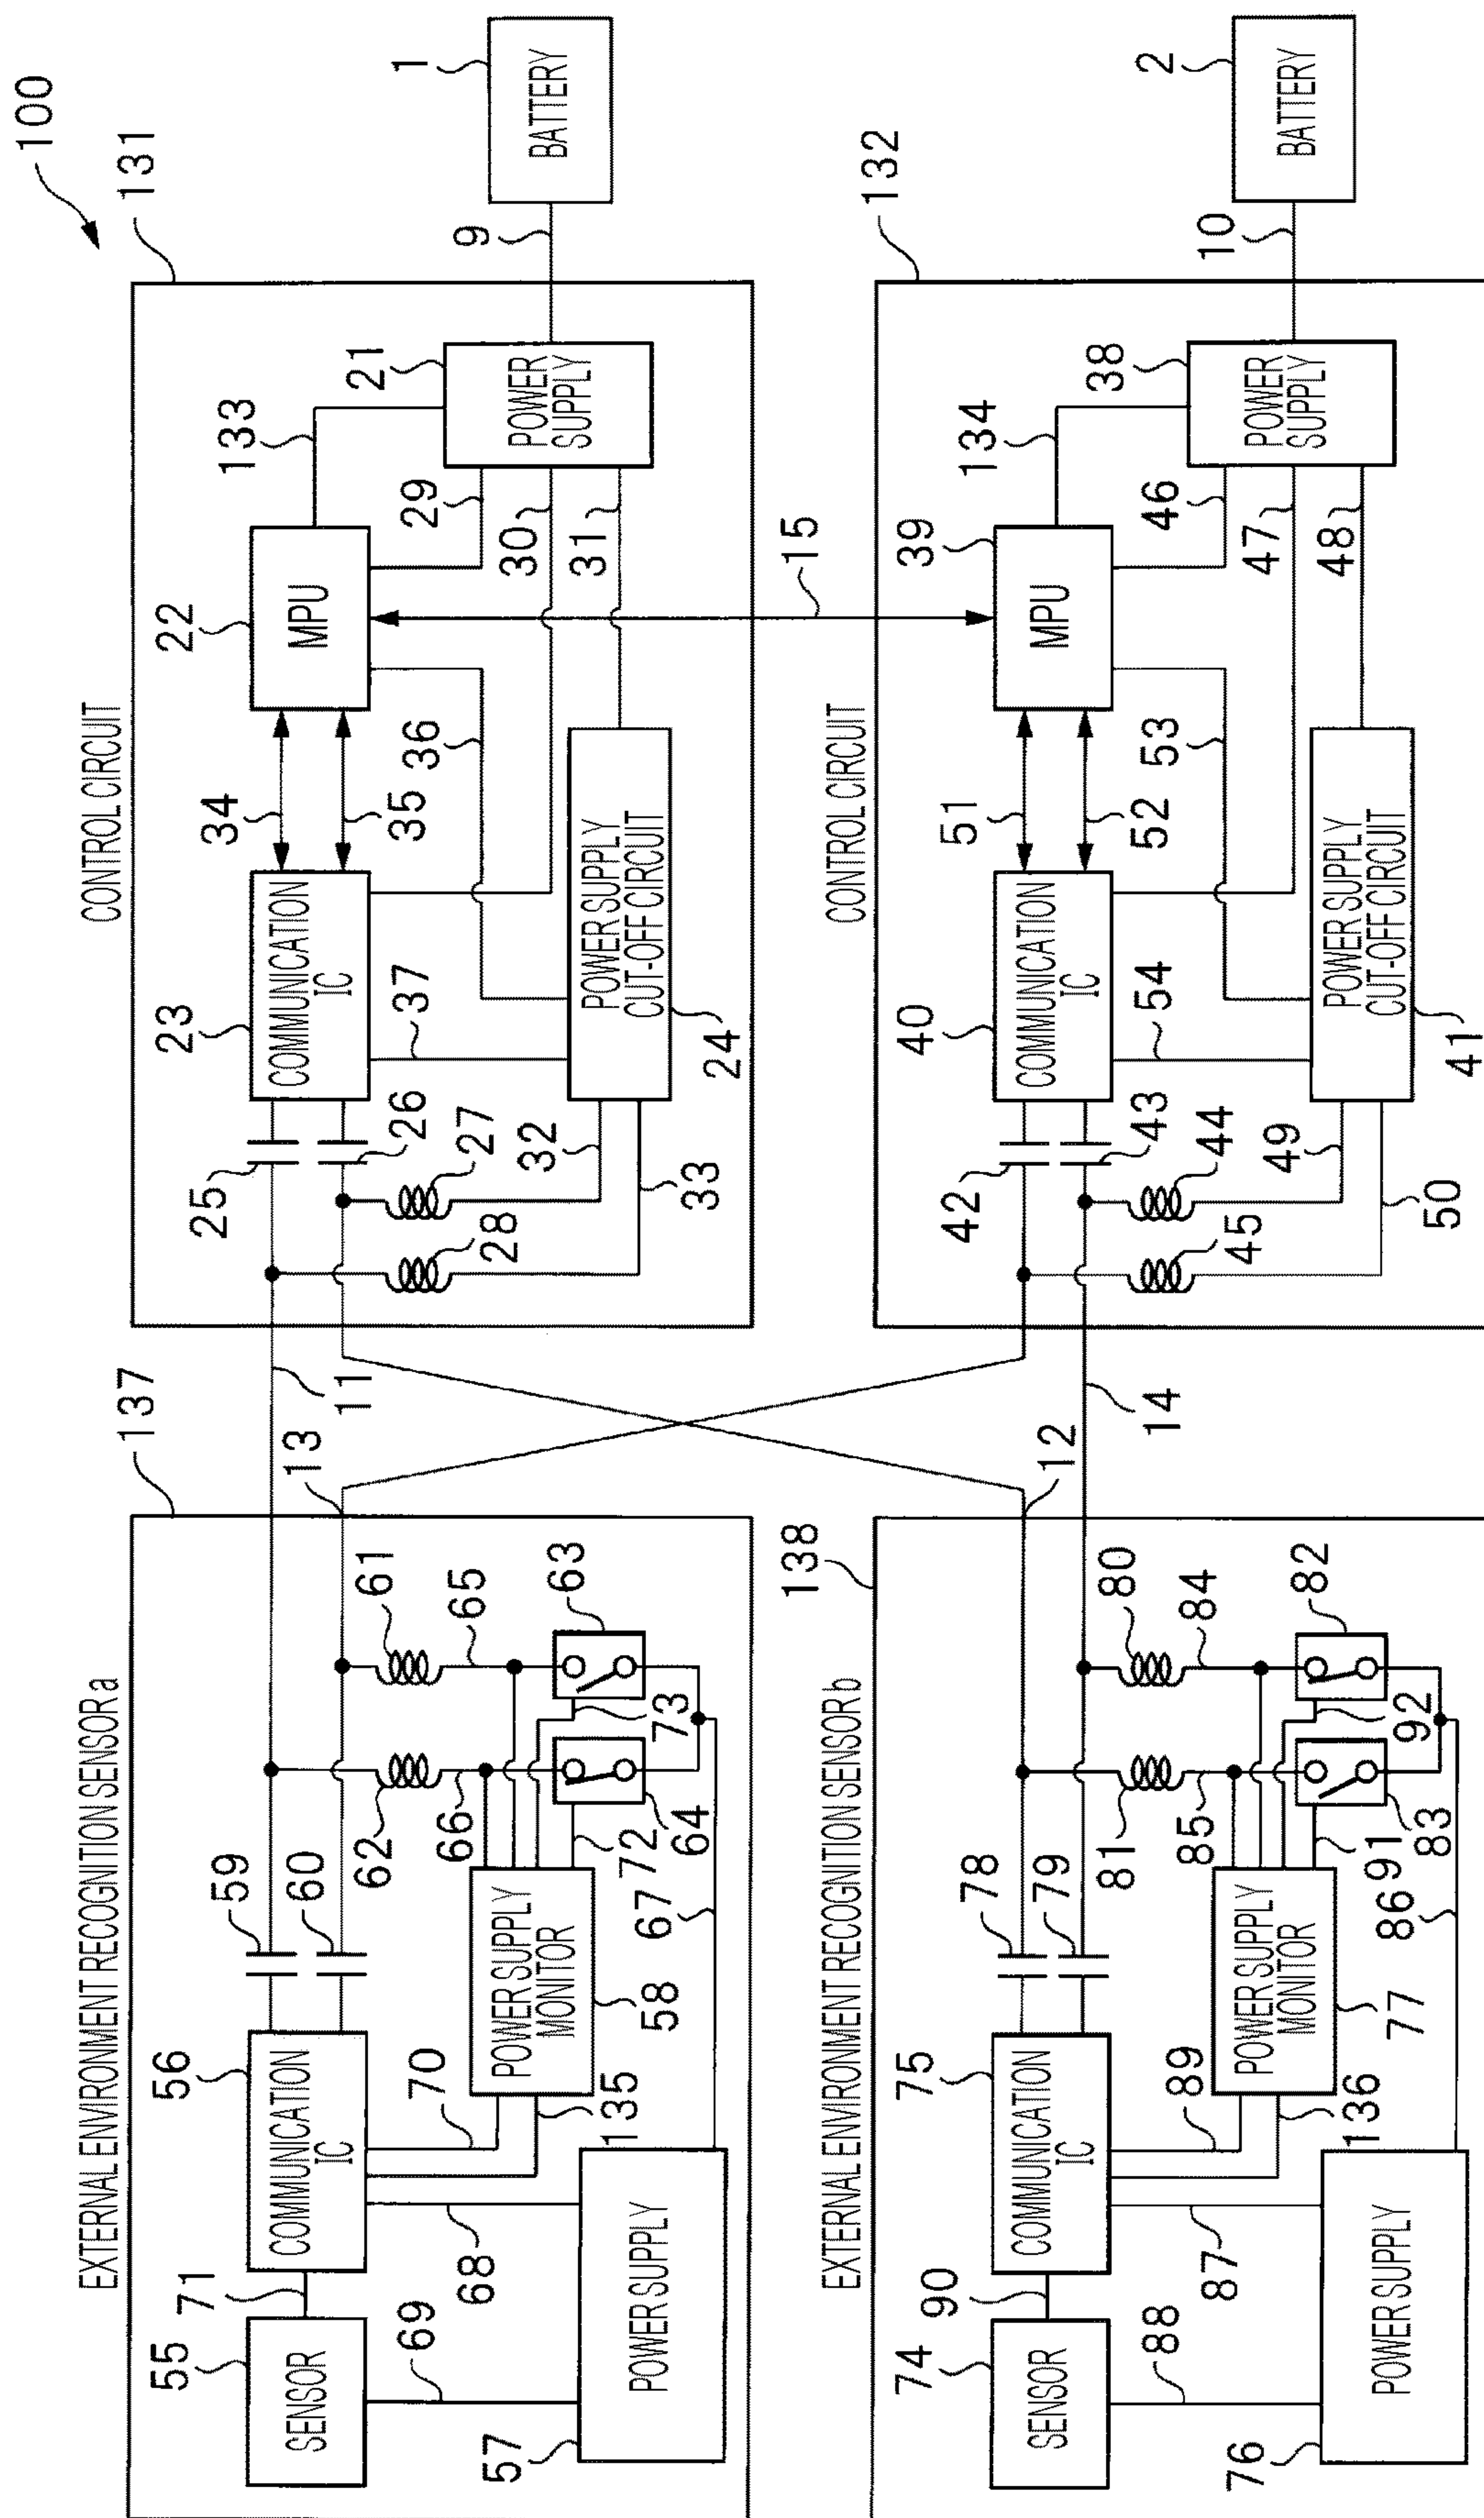 100
EXTERNAL ENVIRONMENT RECOGNITION SENSOR a
137
CONTROL CIRCUIT
131
55
SENSOR
71
56
COMMUNICATION
IC
59
60
13
11
25
26
23
COMMUNICATION
IC
34
35
22
MPU
133
21
POWER
SUPPLY
9
1
BATTERY
69
68
70
135
62
66
61
65
63
73
72
64
67
58
POWER SUPPLY
MONITOR
57
POWER SUPPLY
28
27
32
33
37
36
24
POWER SUPPLY
CUT-OFF CIRCUIT
29
30
31
15
EXTERNAL ENVIRONMENT RECOGNITION SENSOR b
138
CONTROL CIRCUIT
132
74
SENSOR
90
75
COMMUNICATION
IC
78
79
12
14
42
43
40
COMMUNICATION
IC
51
52
39
MPU
134
38
POWER
SUPPLY
10
2
BATTERY
88
87
89
136
81
85
80
84
82
92
91
83
86
77
POWER SUPPLY
MONITOR
76
POWER SUPPLY
45
44
49
50
54
53
41
POWER SUPPLY
CUT-OFF CIRCUIT
46
47
48